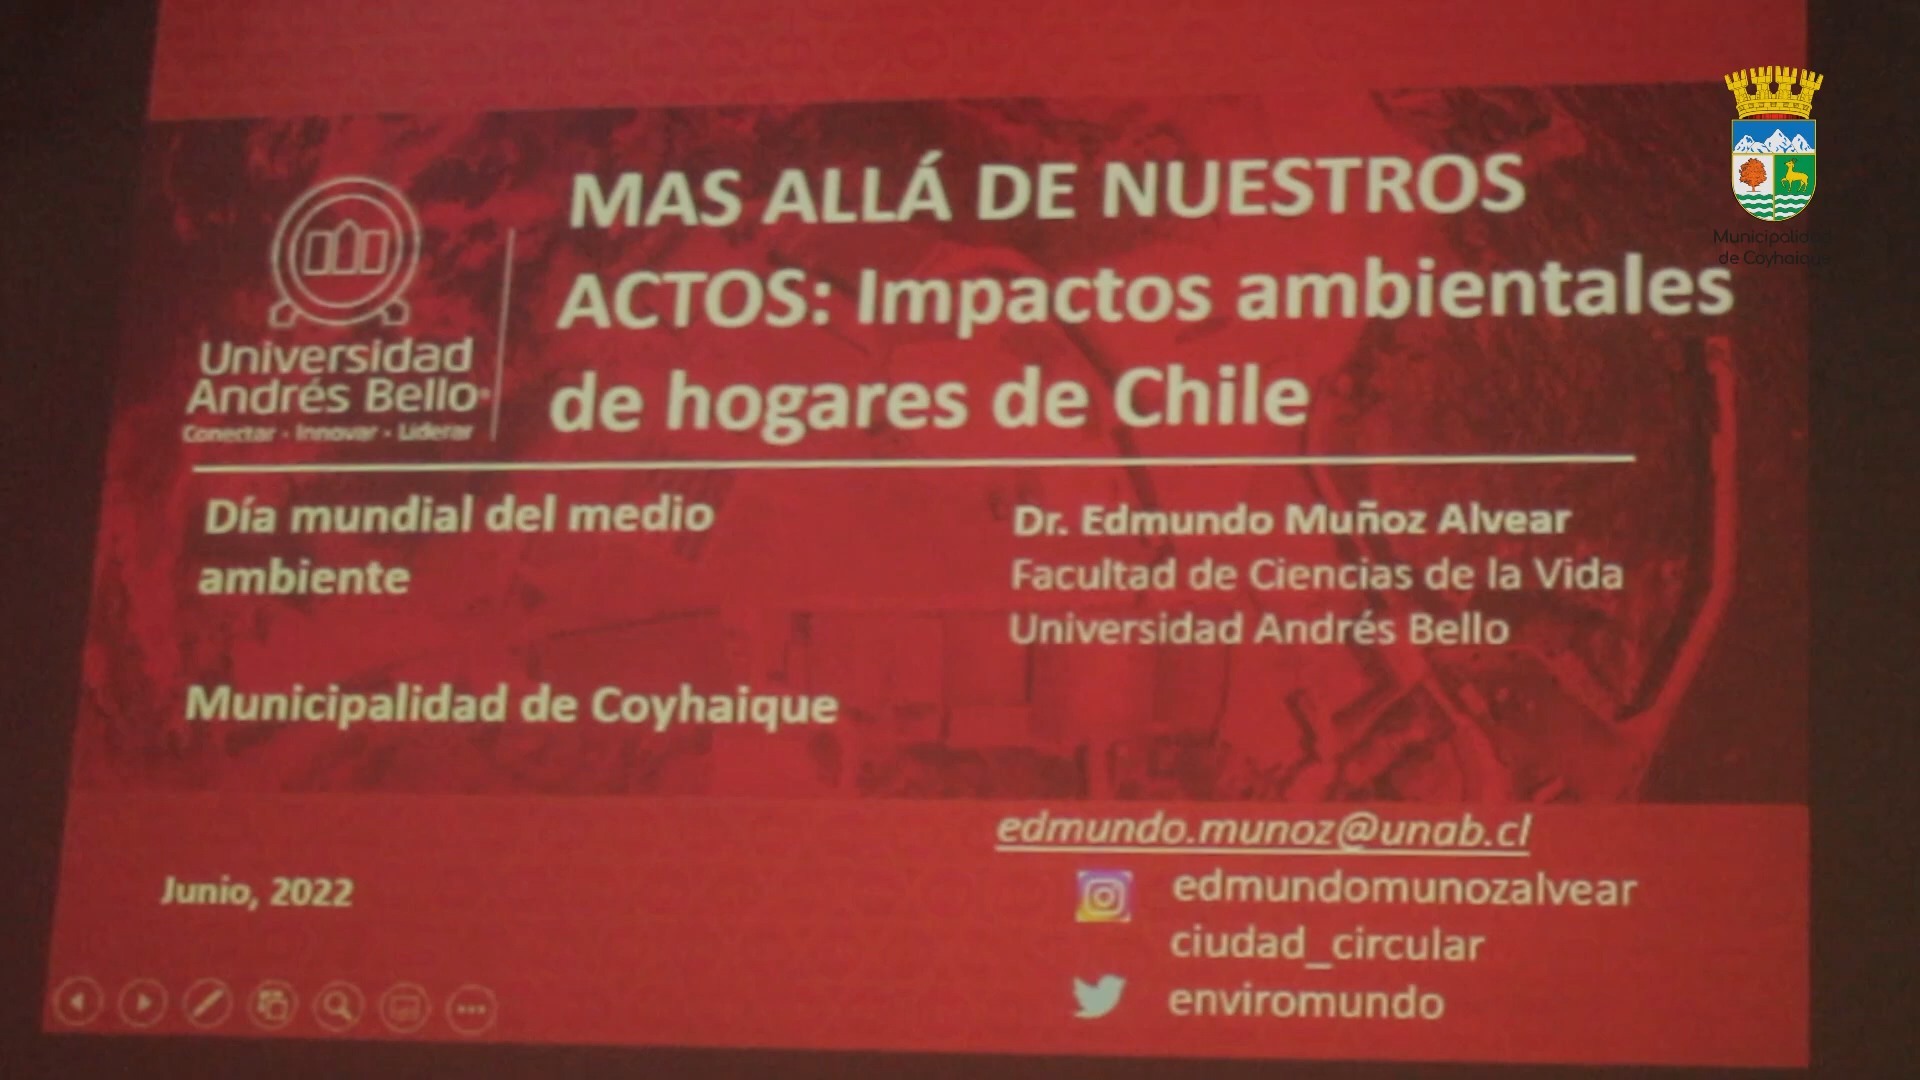 MAS ALLÁ DE NUESTROS
ACTOS: Impactos ambientales
de hogares de Chile
Universidad
Andrés Bello
Conectar · Innovar · Liderar
Día mundial del medio
ambiente
Municipalidad de Coyhaique
Dr. Edmundo Muñoz Alvear
Facultad de Ciencias de la Vida
Universidad Andrés Bello
edmundo.munoz@unab.cl
edmundomunozalvear
ciudad_circular
enviromundo
Junio, 2022
Municipalidad
de Coyhaique